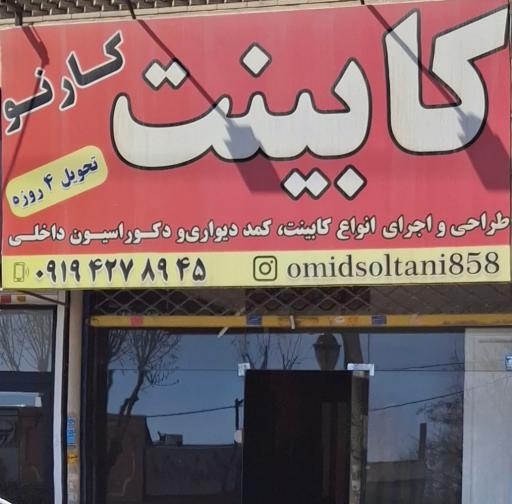 کابینت کارنو
تحویل ۴ روزه
طراحی و اجرای انواع کابینت، کمد دیواری و دکوراسیون داخلی
۰۹۱۹ ۴۲۷ ۸۹ ۴۵ omidsoltani858